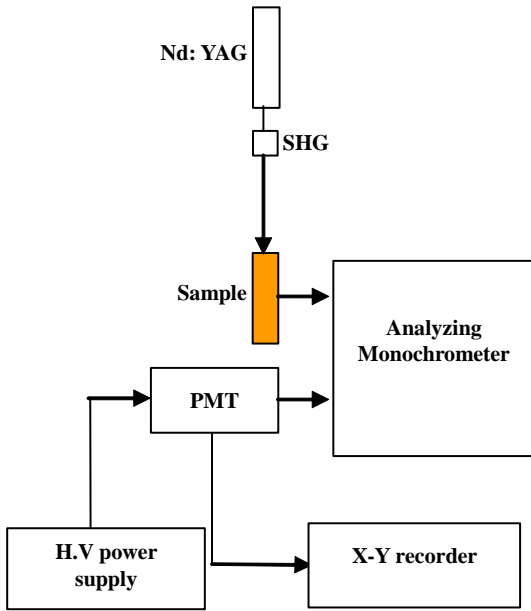 Nd: YAG
SHG
Sample
Analyzing
Monochrometer
PMT
H.V power
supply
X-Y recorder